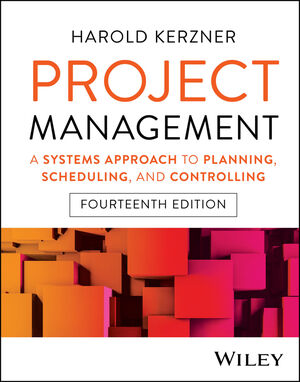 HAROLD KERZNER
PROJECT
MANAGEMENT
A SYSTEMS APPROACH TO PLANNING,
SCHEDULING, AND CONTROLLING
FOURTEENTH EDITION
WILEY